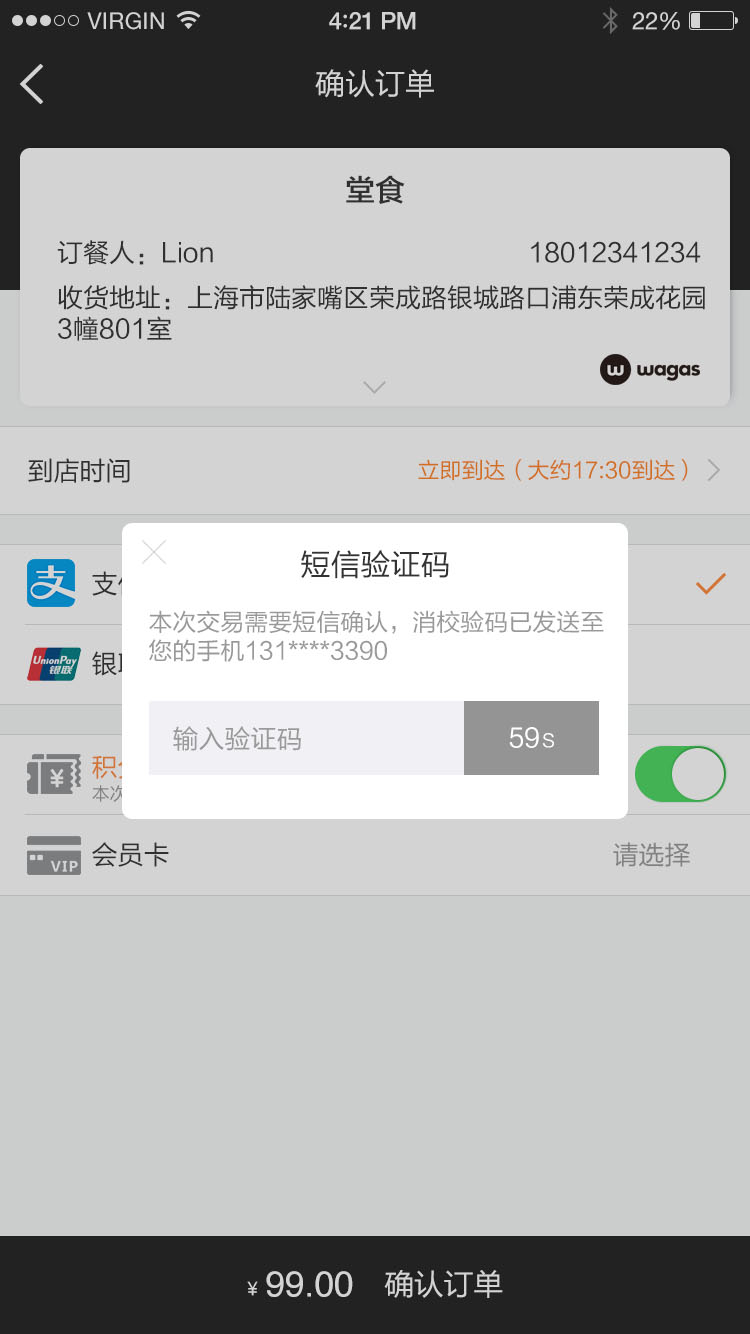 VIRGIN 4:21 PM 22%
确认订单
堂食
订餐人：Lion 18012341234
收货地址：上海市陆家嘴区荣成路银城路口浦东荣成花园
3幢801室
w wagas
到店时间 立即到达（大约17:30到达）
短信验证码
支 支
本次交易需要短信确认，消校验码已发送至
您的手机131****3390
UnionPay 银联 银
输入验证码 59s
¥ 积
本次
VIP 会员卡 请选择
¥ 99.00 确认订单